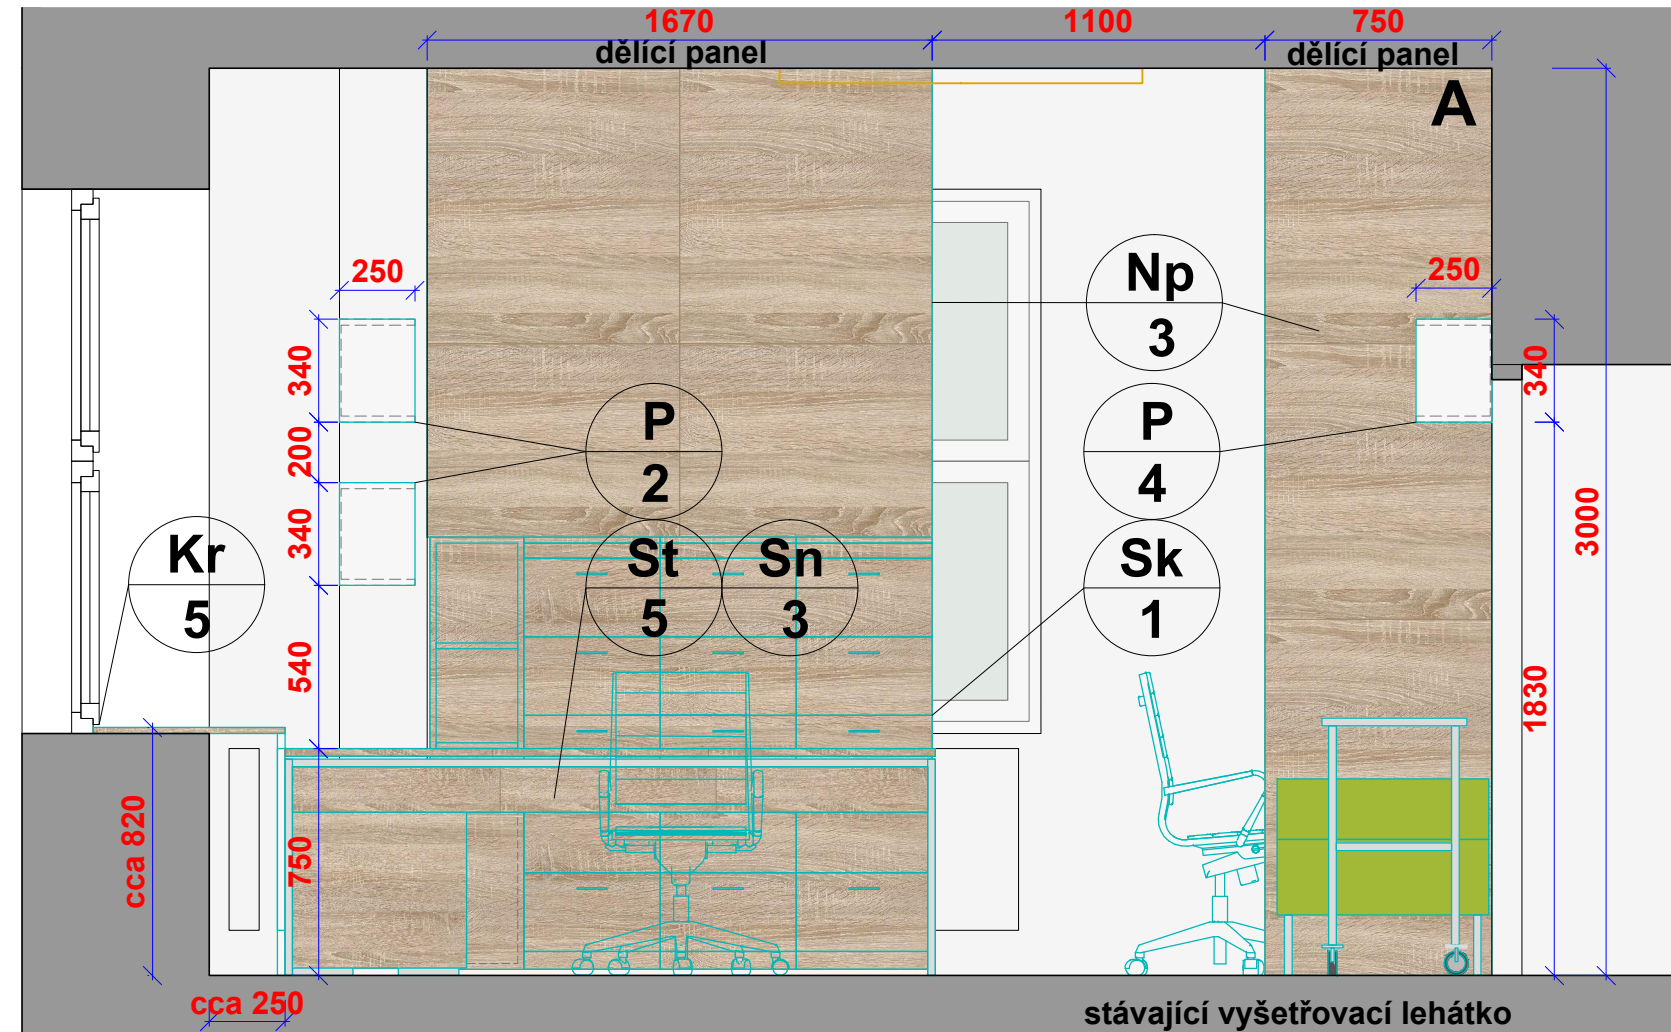 1670
1100
750
dělící panel
dělící panel
A
250
Np
3
250
340
340
P
2
P
4
200
340
3000
Kr
5
St
5
Sn
3
Sk
1
540
1830
cca 820
750
cca 250
stávající vyšetřovací lehátko